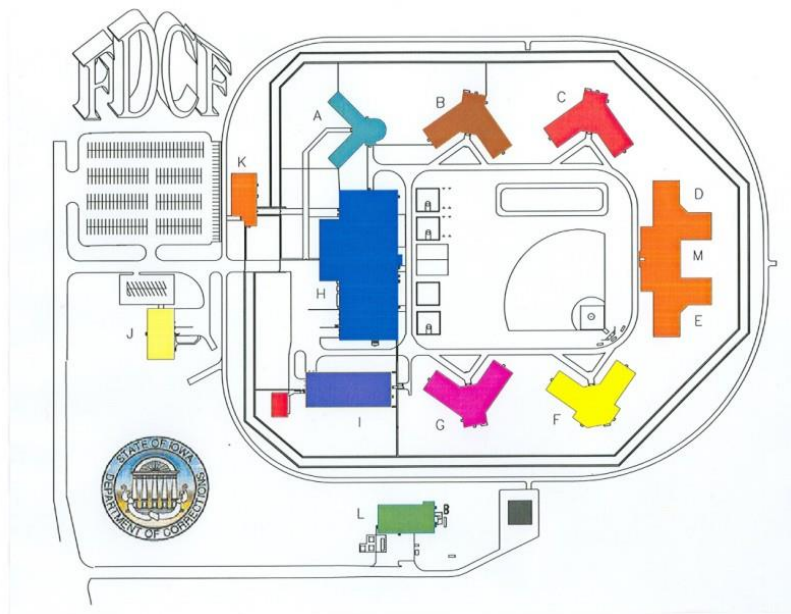 FDCF
A
B
C
K
D
M
H
E
J
I
G
F
L
STATE OF IOWA
DEPARTMENT OF CORRECTIONS